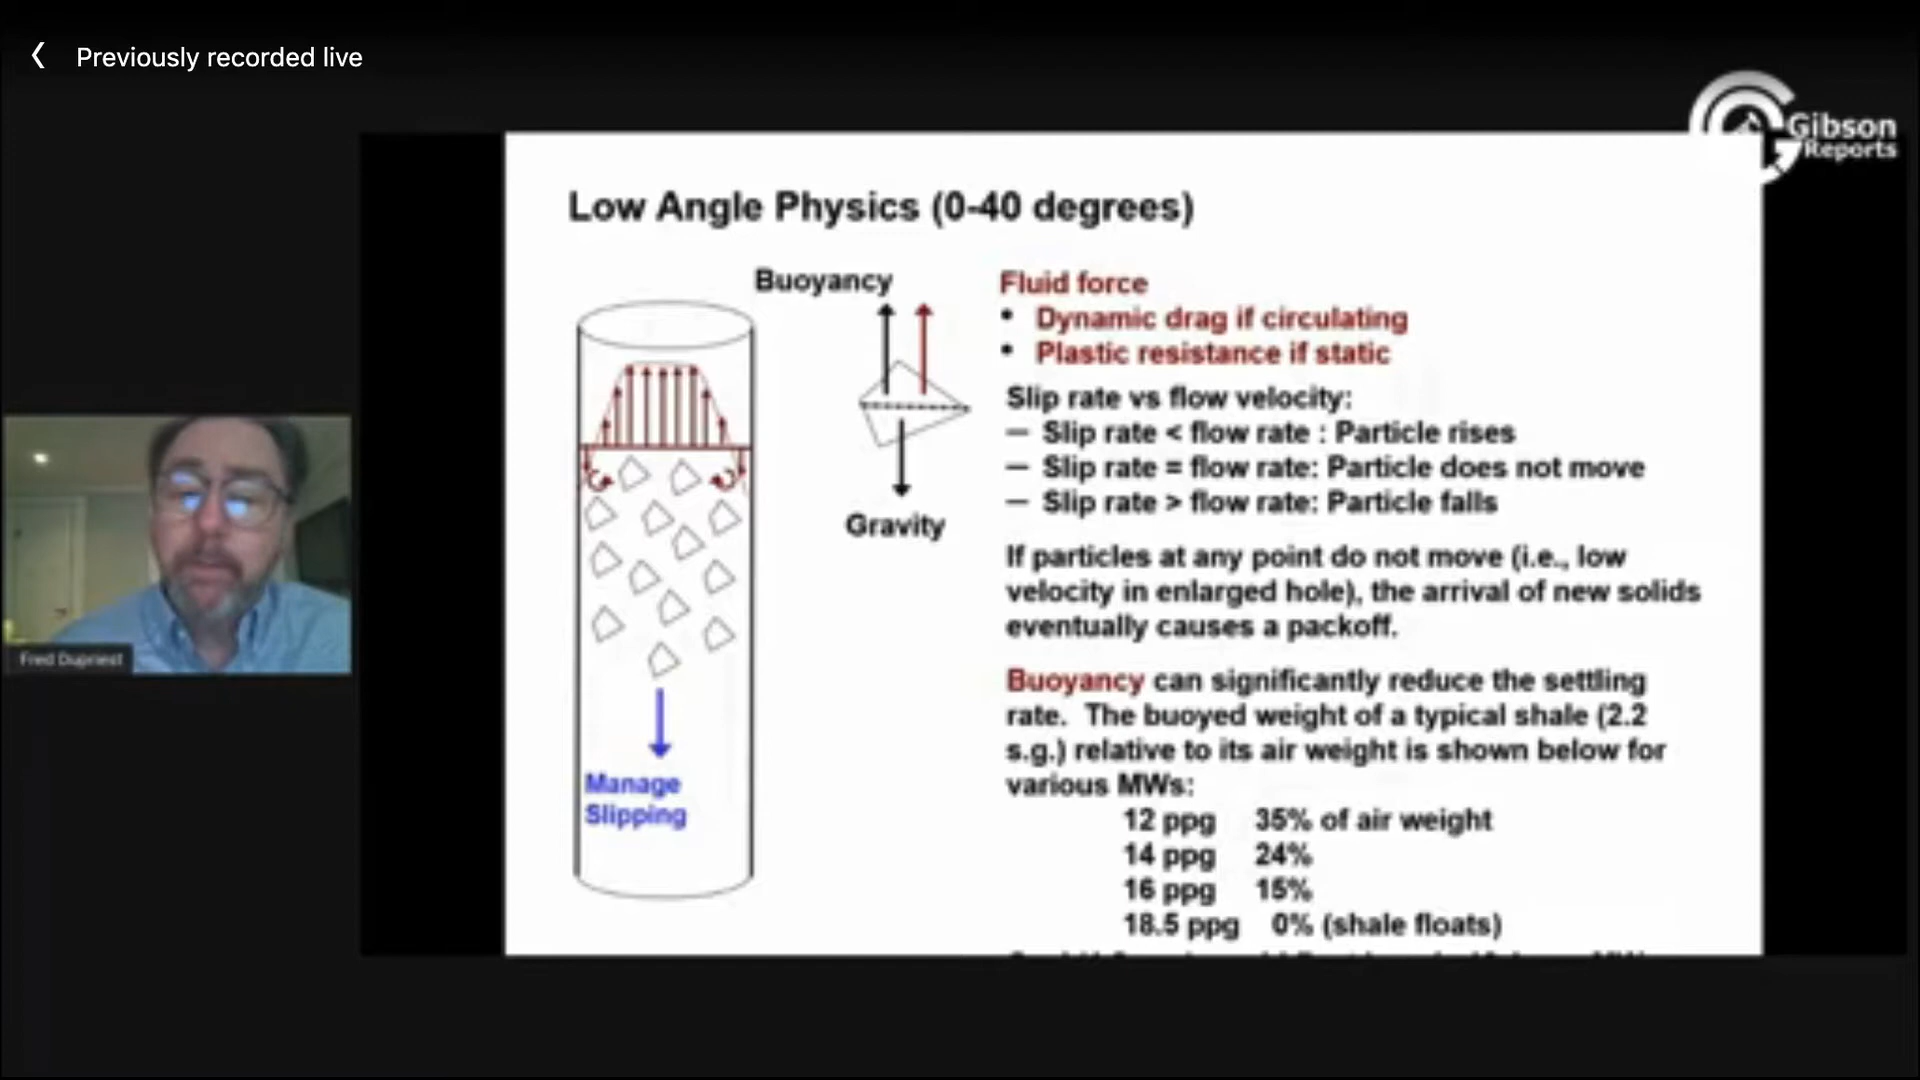 Previously recorded live
Gibson
Reports
Low Angle Physics (0-40 degrees)
Buoyancy
Gravity
Manage
Slipping
Fluid force
• Dynamic drag if circulating
• Plastic resistance if static
Slip rate vs flow velocity:
– Slip rate < flow rate : Particle rises
– Slip rate = flow rate: Particle does not move
– Slip rate > flow rate: Particle falls
If particles at any point do not move (i.e., low
velocity in enlarged hole), the arrival of new solids
eventually causes a packoff.
Buoyancy can significantly reduce the settling
rate. The buoyed weight of a typical shale (2.2
s.g.) relative to its air weight is shown below for
various MWs:
12 ppg 35% of air weight
14 ppg 24%
16 ppg 15%
18.5 ppg 0% (shale floats)
Fred Dupriest